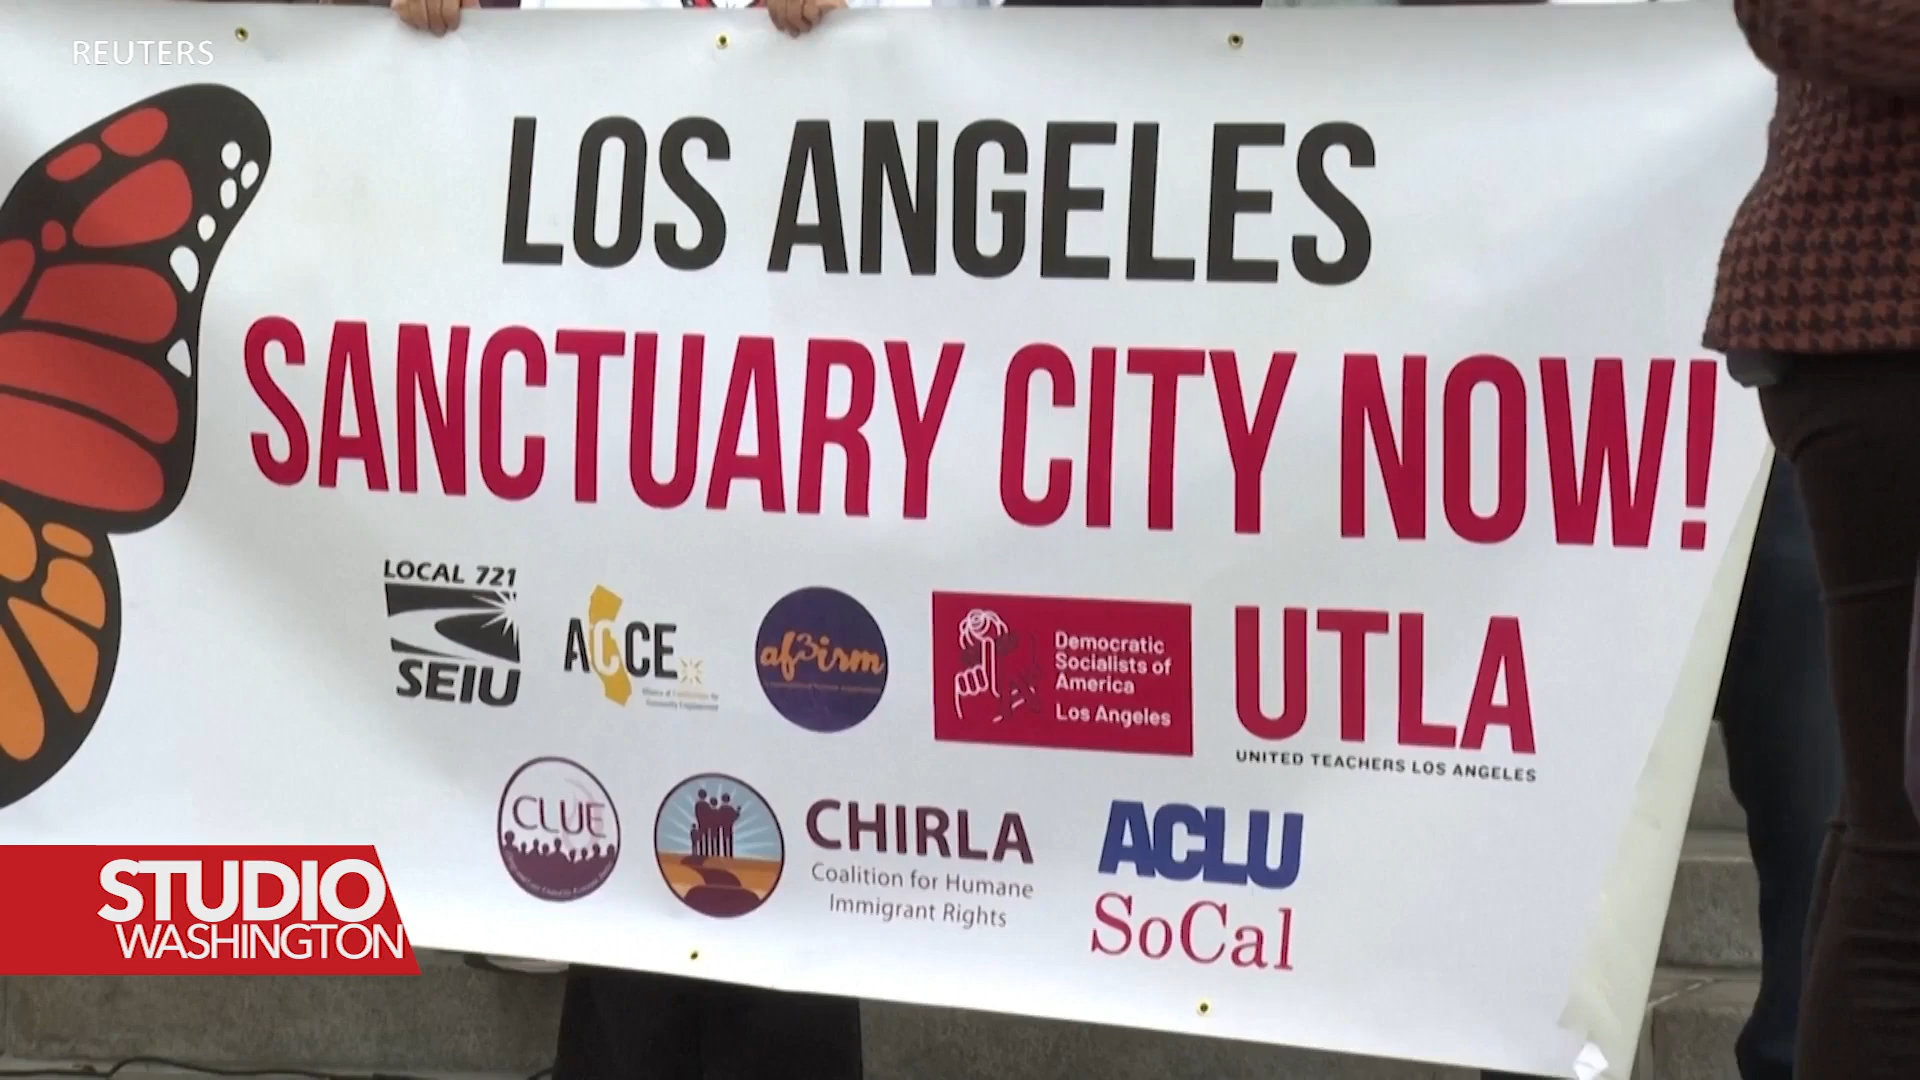 REUTERS
LOS ANGELES
SANCTUARY CITY NOW!
LOCAL 721
SEIU
ACCE
af3irm
Democratic
Socialists of
America
Los Angeles
UTLA
UNITED TEACHERS LOS ANGELES
CLUE
CHIRLA
Coalition for Humane
Immigrant Rights
ACLU
SoCal
STUDIO
WASHINGTON